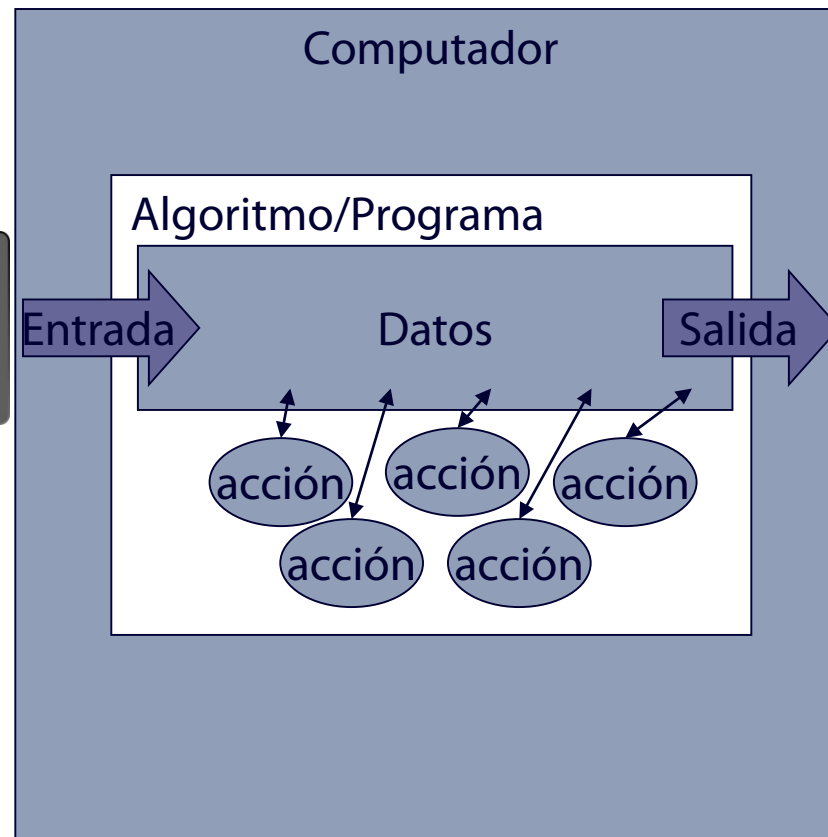 Computador
Algoritmo/Programa
Entrada
Datos
Salida
acción
acción
acción
acción
acción